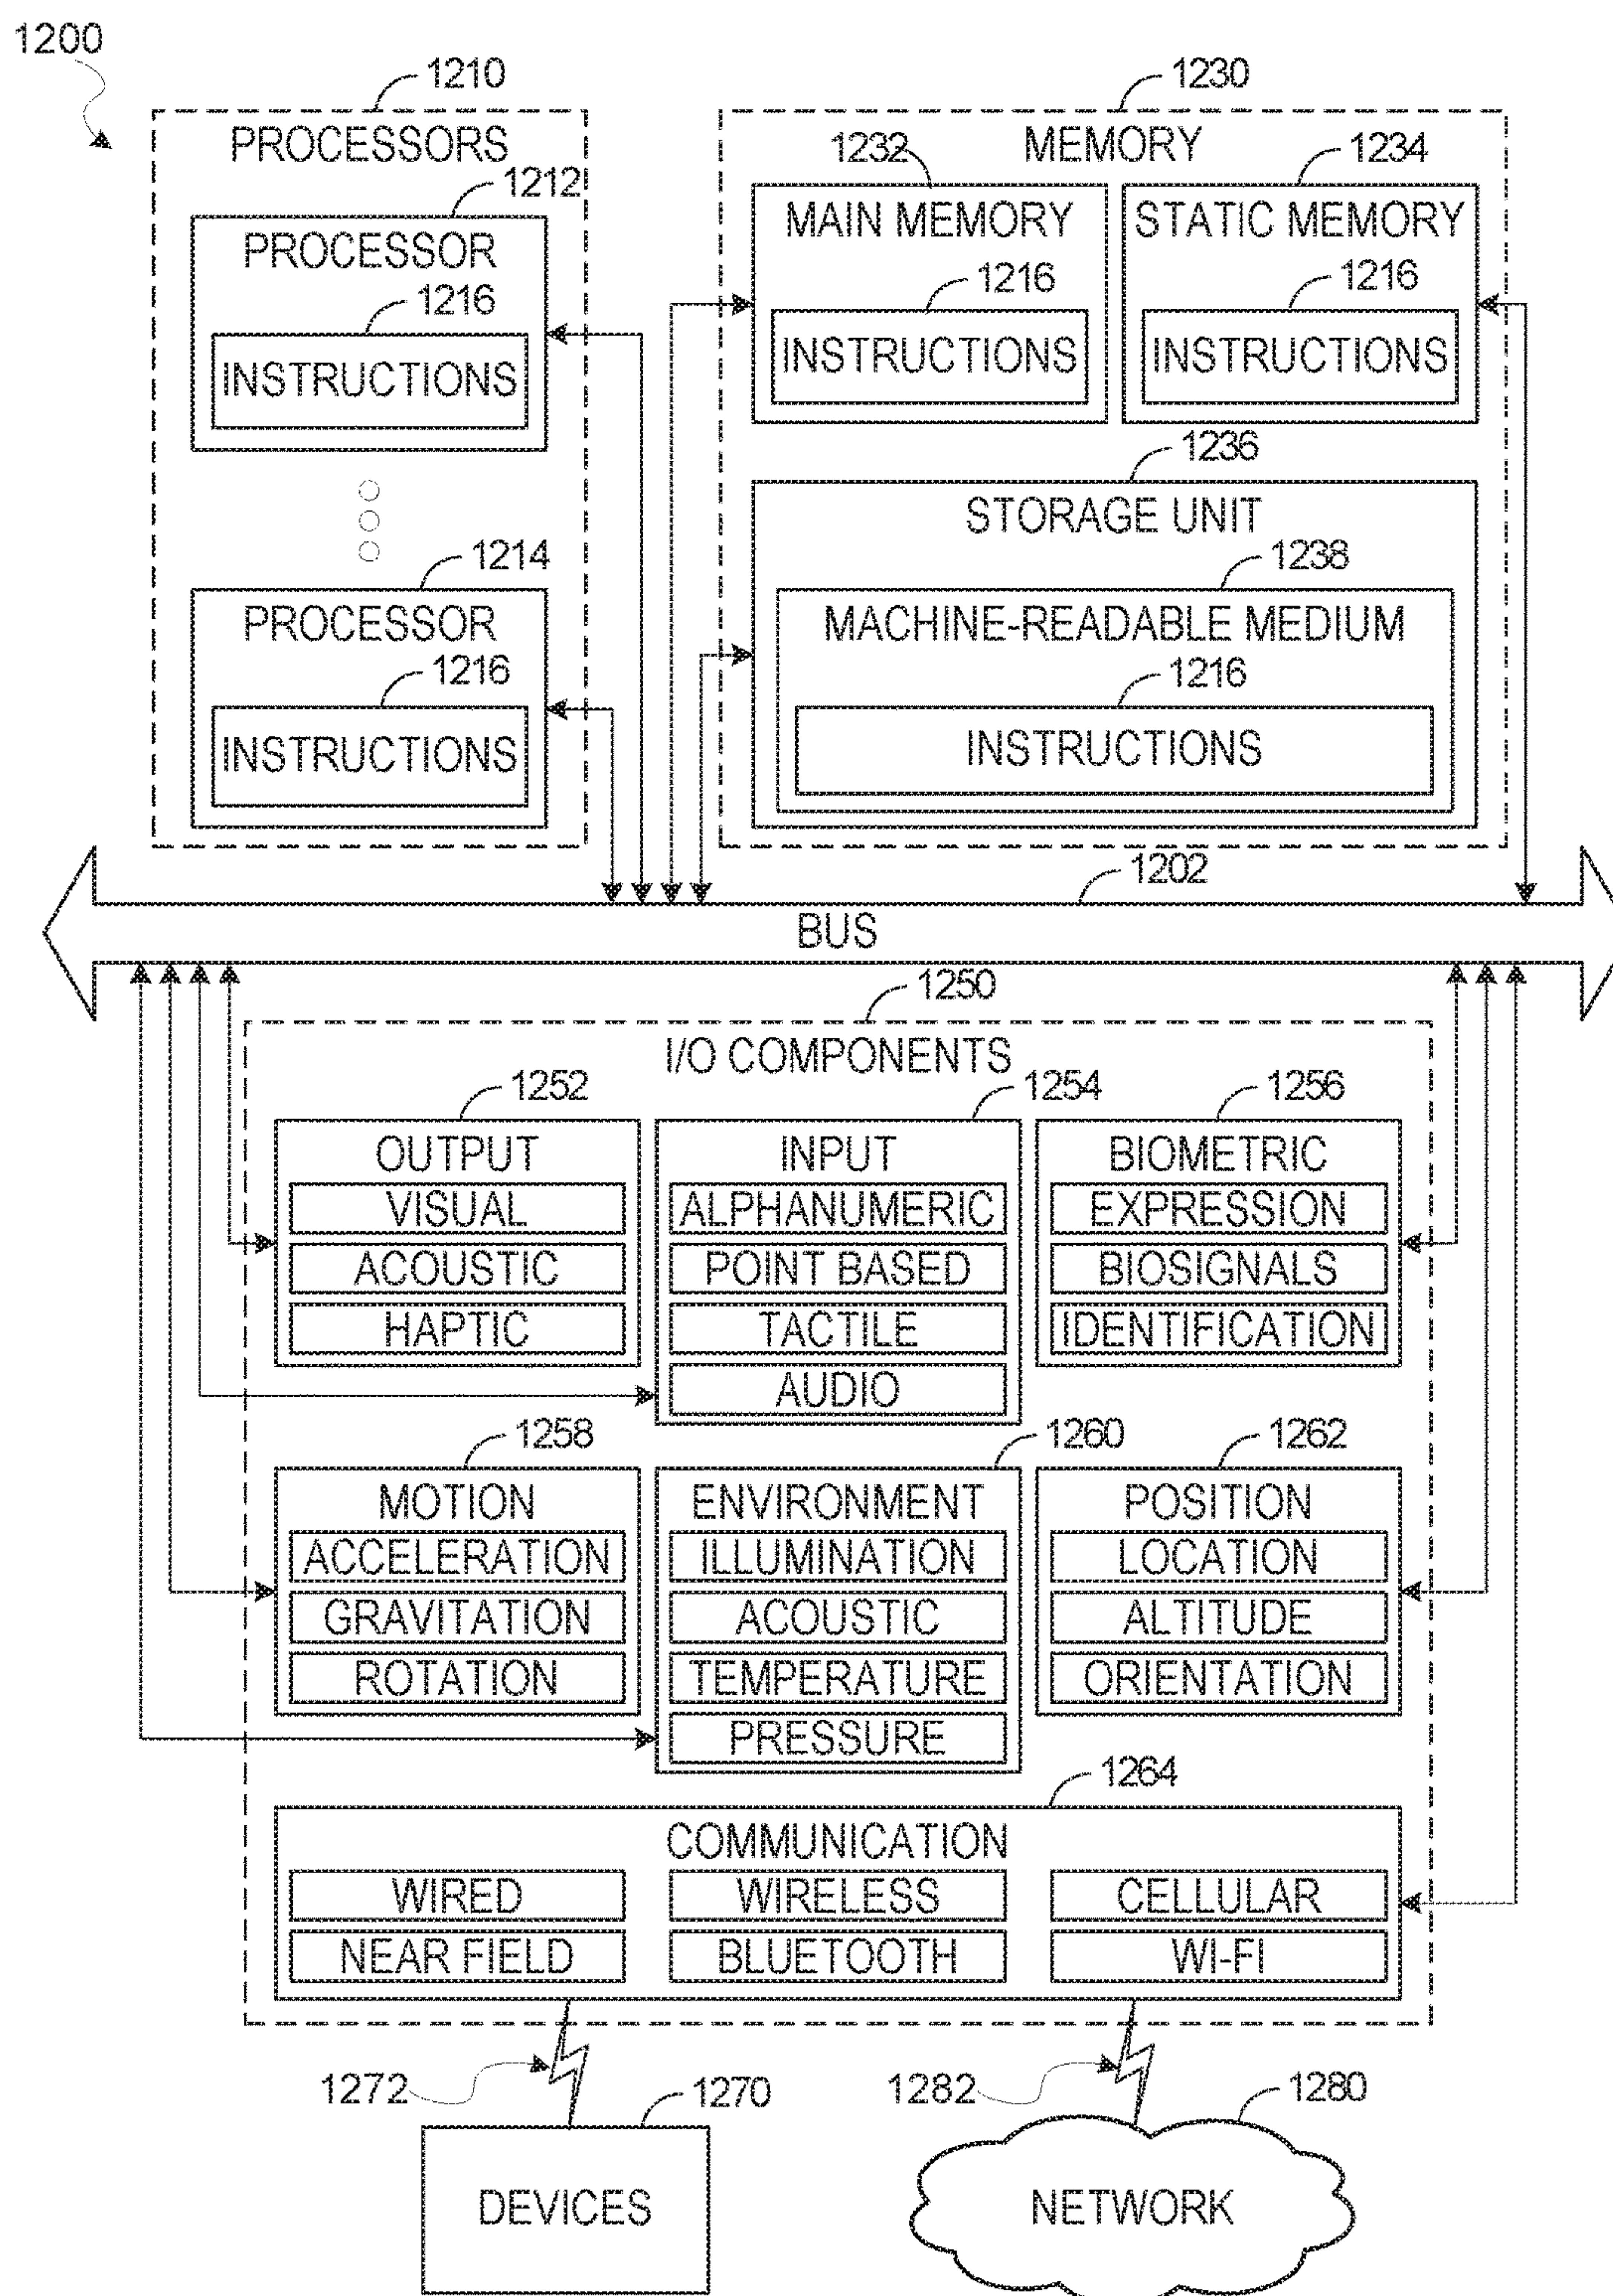 1200
1210
1230
PROCESSORS
1232
MEMORY
1234
1212
MAIN MEMORY
STATIC MEMORY
PROCESSOR
1216
1216
1216
INSTRUCTIONS
INSTRUCTIONS
INSTRUCTIONS
1236
STORAGE UNIT
1214
1238
PROCESSOR
MACHINE-READABLE MEDIUM
1216
1216
INSTRUCTIONS
INSTRUCTIONS
1202
BUS
1250
I/O COMPONENTS
1252
1254
1256
OUTPUT
VISUAL
ACOUSTIC
HAPTIC
INPUT
ALPHANUMERIC
POINT BASED
TACTILE
AUDIO
BIOMETRIC
EXPRESSION
BIOSIGNALS
IDENTIFICATION
1258
1260
1262
MOTION
ACCELERATION
GRAVITATION
ROTATION
ENVIRONMENT
ILLUMINATION
ACOUSTIC
TEMPERATURE
PRESSURE
POSITION
LOCATION
ALTITUDE
ORIENTATION
1264
COMMUNICATION
WIRED
WIRELESS
CELLULAR
NEAR FIELD
BLUETOOTH
WI-FI
1272
1270
1282
1280
DEVICES
NETWORK